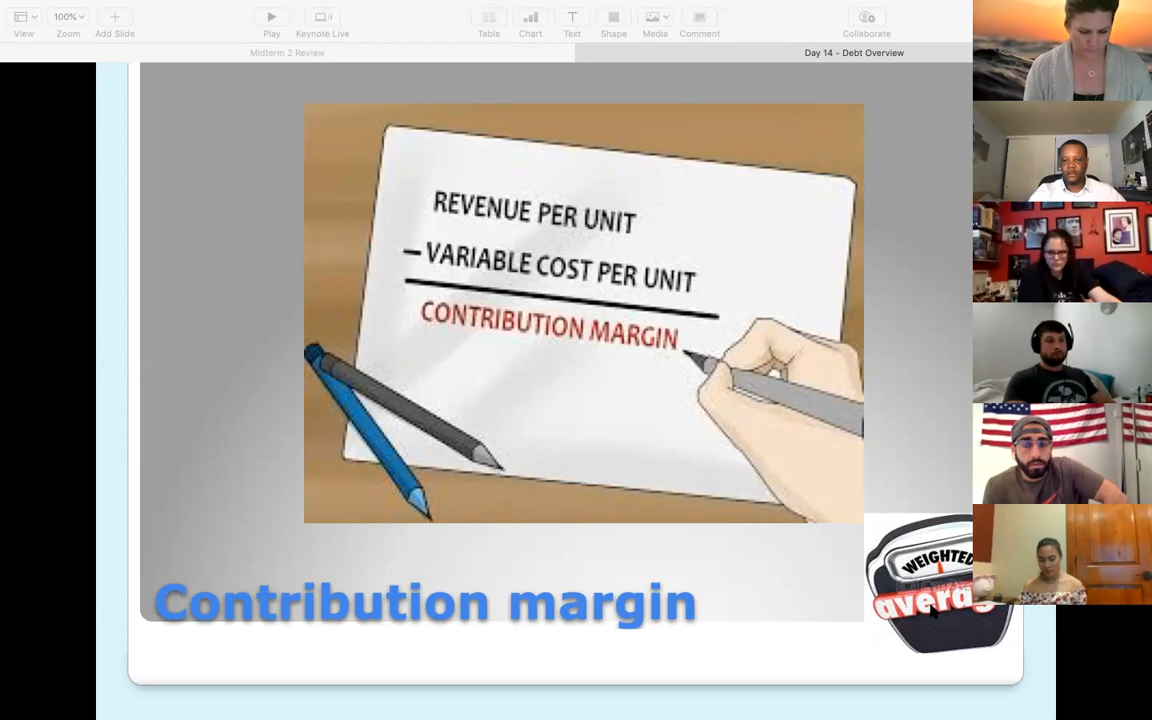 View
Zoom
Add Slide
Play
Keynote Live
Table
Chart
Text
Shape
Media
Comment
Collaborate
100%
T
Midterm 2 Review
Day 14 - Debt Overview
REVENUE PER UNIT
– VARIABLE COST PER UNIT
CONTRIBUTION MARGIN
WEIGHTED
Contribution margin